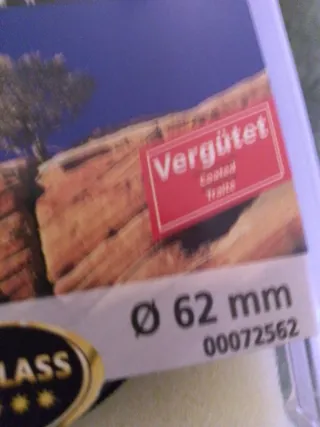 Vergütet
Coated
Traité
Ø 62 mm
00072562
LASS